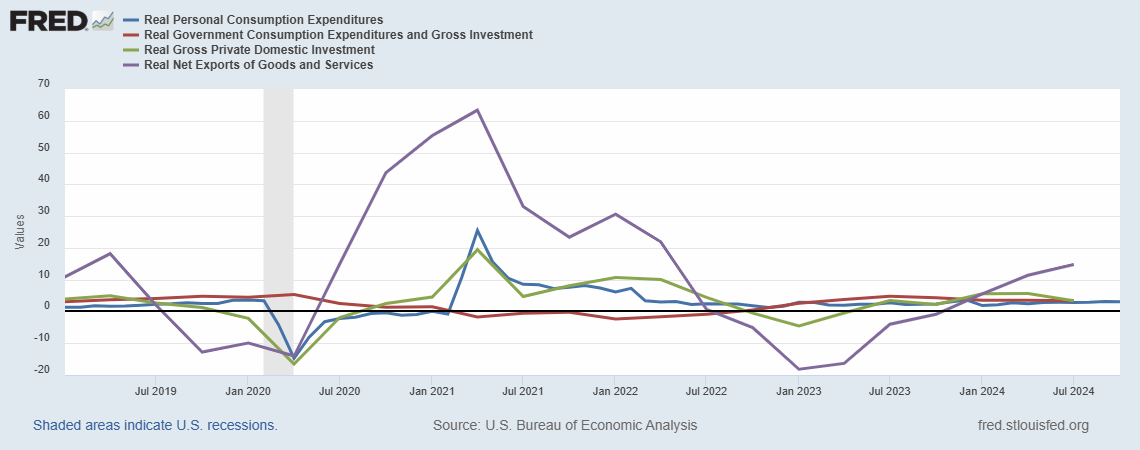 FRED
Real Personal Consumption Expenditures
Real Government Consumption Expenditures and Gross Investment
Real Gross Private Domestic Investment
Real Net Exports of Goods and Services
70
60
50
40
30
20
10
0
-10
-20
Values
Jul 2019
Jan 2020
Jul 2020
Jan 2021
Jul 2021
Jan 2022
Jul 2022
Jan 2023
Jul 2023
Jan 2024
Jul 2024
Shaded areas indicate U.S. recessions.
Source: U.S. Bureau of Economic Analysis
fred.stlouisfed.org